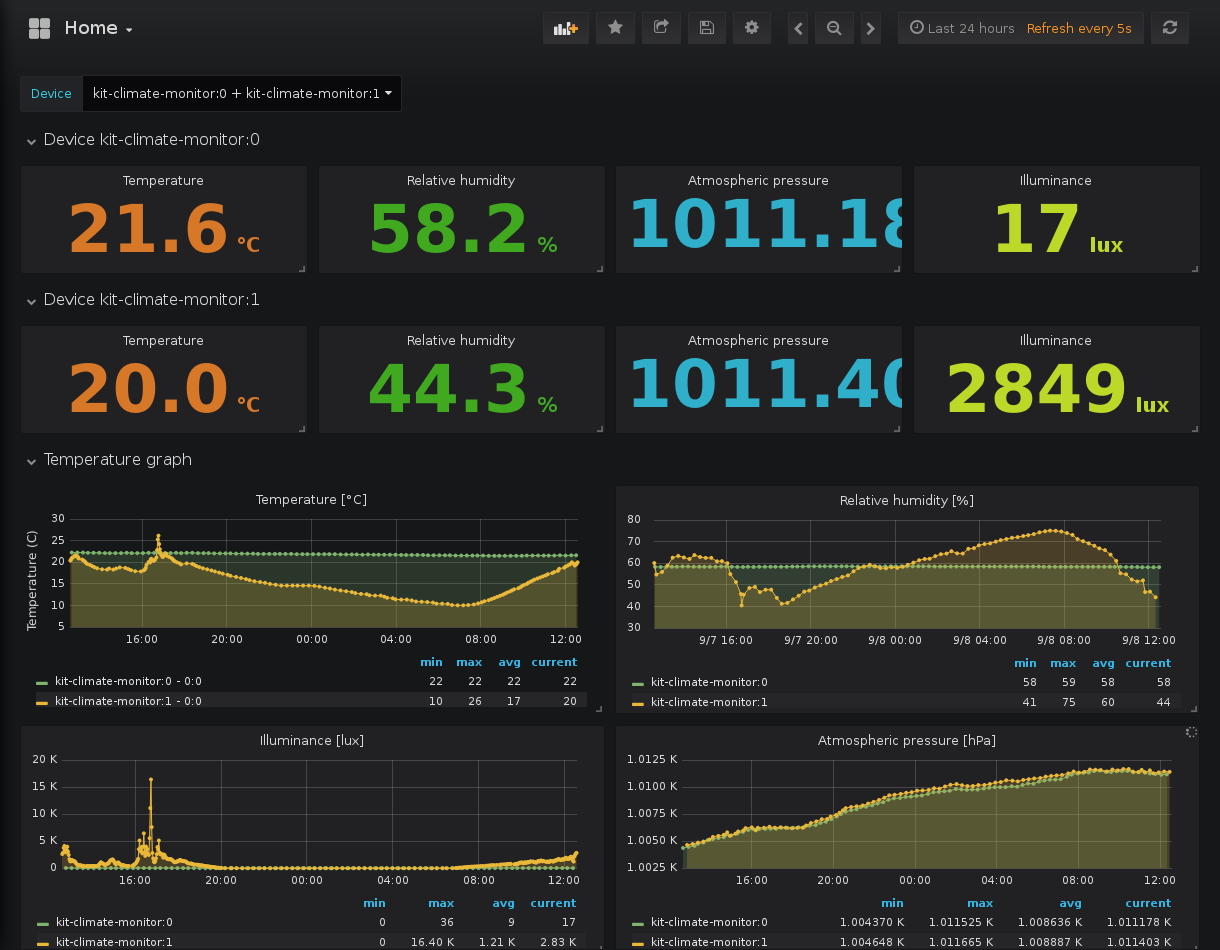 Home
Last 24 hours Refresh every 5s
Device kit-climate-monitor:0 + kit-climate-monitor:1
Device kit-climate-monitor:0
Temperature Relative humidity Atmospheric pressure Illuminance
21.6 °C 58.2 % 1011.18 17 lux
Device kit-climate-monitor:1
Temperature Relative humidity Atmospheric pressure Illuminance
20.0 °C 44.3 % 1011.40 2849 lux
Temperature graph
Temperature [°C]
Temperature (C)
30
25
20
15
10
5
16:00 20:00 00:00 04:00 08:00 12:00
min max avg current
kit-climate-monitor:0 - 0:0 22 22 22 22
kit-climate-monitor:1 - 0:0 10 26 17 20
Relative humidity [%]
80
70
60
50
40
30
9/7 16:00 9/7 20:00 9/8 00:00 9/8 04:00 9/8 08:00 9/8 12:00
min max avg current
kit-climate-monitor:0 58 59 58 58
kit-climate-monitor:1 41 75 60 44
Illuminance [lux]
20 K
15 K
10 K
5 K
0
16:00 20:00 00:00 04:00 08:00 12:00
min max avg current
kit-climate-monitor:0 0 36 9 17
kit-climate-monitor:1 0 16.40 K 1.21 K 2.83 K
Atmospheric pressure [hPa]
1.0125 K
1.0100 K
1.0075 K
1.0050 K
1.0025 K
16:00 20:00 00:00 04:00 08:00 12:00
min max avg current
kit-climate-monitor:0 1.004370 K 1.011525 K 1.008636 K 1.011178 K
kit-climate-monitor:1 1.004648 K 1.011665 K 1.008887 K 1.011403 K